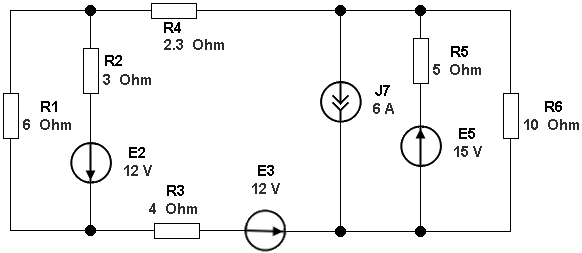 R4
2.3 Ohm
R2
3 Ohm
R5
5 Ohm
J7
6 A
R1
6 Ohm
R6
10 Ohm
E5
15 V
E2
12 V
E3
12 V
R3
4 Ohm